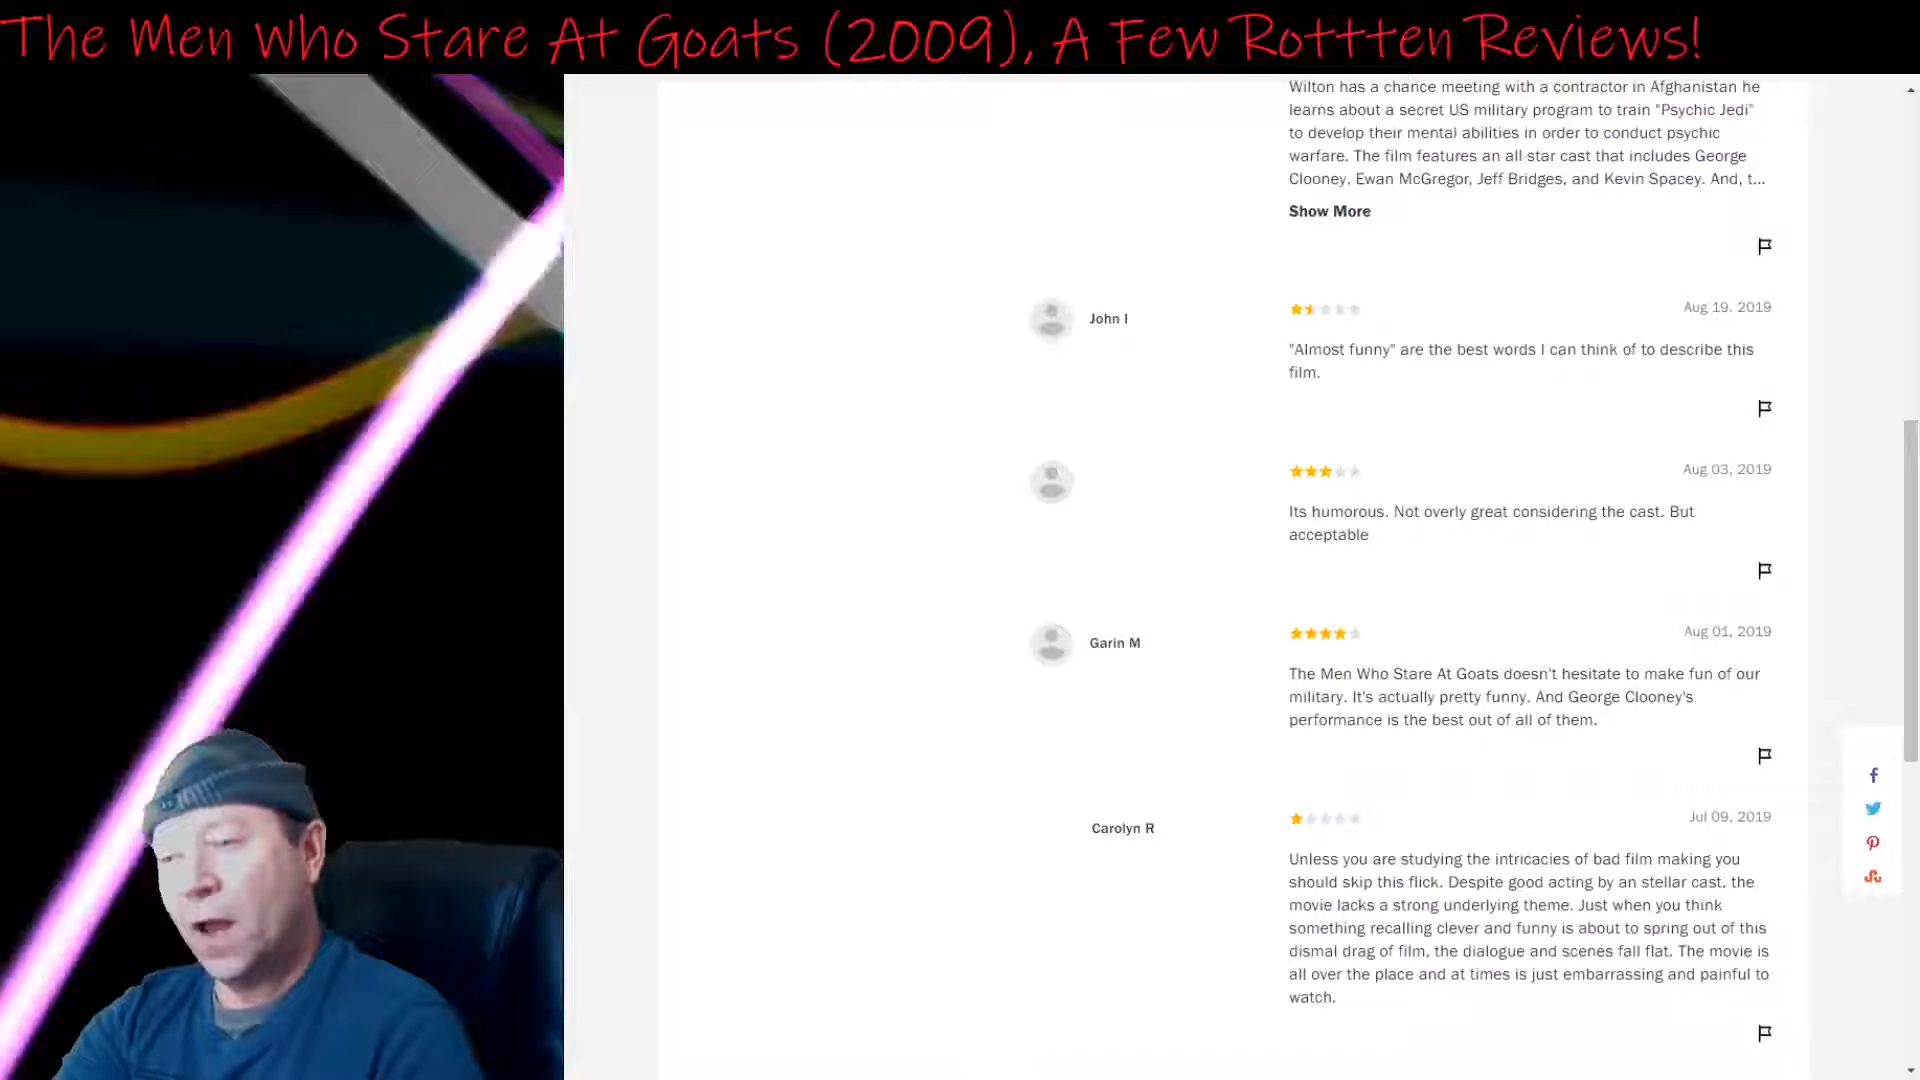 The Men Who Stare At Goats (2009), A Few Rottten Reviews!
Wilton has a chance meeting with a contractor in Afghanistan he
learns about a secret US military program to train "Psychic Jedi"
to develop their mental abilities in order to conduct psychic
warfare. The film features an all-star cast that includes George
Clooney, Ewan McGregor, Jeff Bridges, and Kevin Spacey. And, t...
Show More
John I
Aug 19, 2019
"Almost funny" are the best words I can think of to describe this
film.
Aug 03, 2019
Its humorous. Not overly great considering the cast. But
acceptable
Garin M
Aug 01, 2019
The Men Who Stare At Goats doesn't hesitate to make fun of our
military. It's actually pretty funny. And George Clooney's
performance is the best out of all of them.
Carolyn R
Jul 09, 2019
Unless you are studying the intricacies of bad film making you
should skip this flick. Despite good acting by an stellar cast, the
movie lacks a strong underlying theme. Just when you think
something recalling clever and funny is about to spring out of this
dismal drag of film, the dialogue and scenes fall flat. The movie is
all over the place and at times is just embarrassing and painful to
watch.